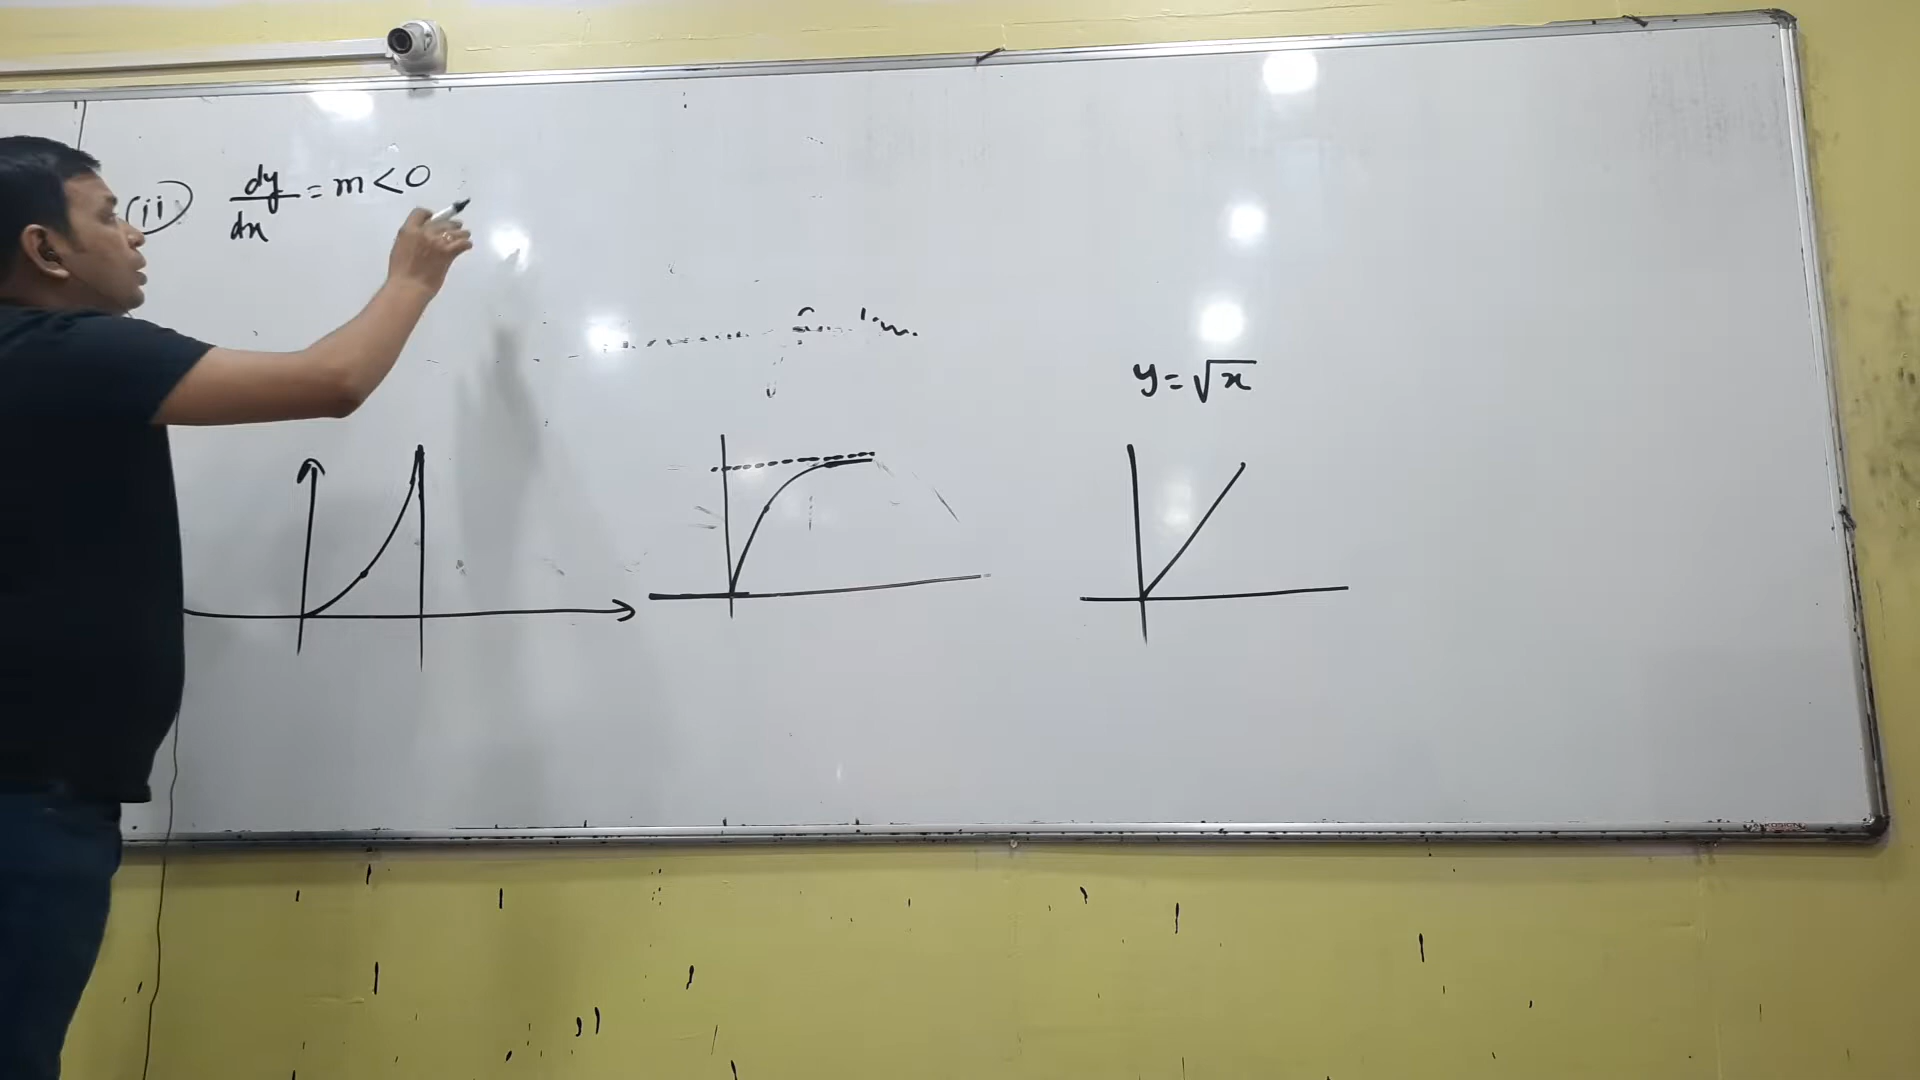 (ii) dy/dx = m < 0
y = √x